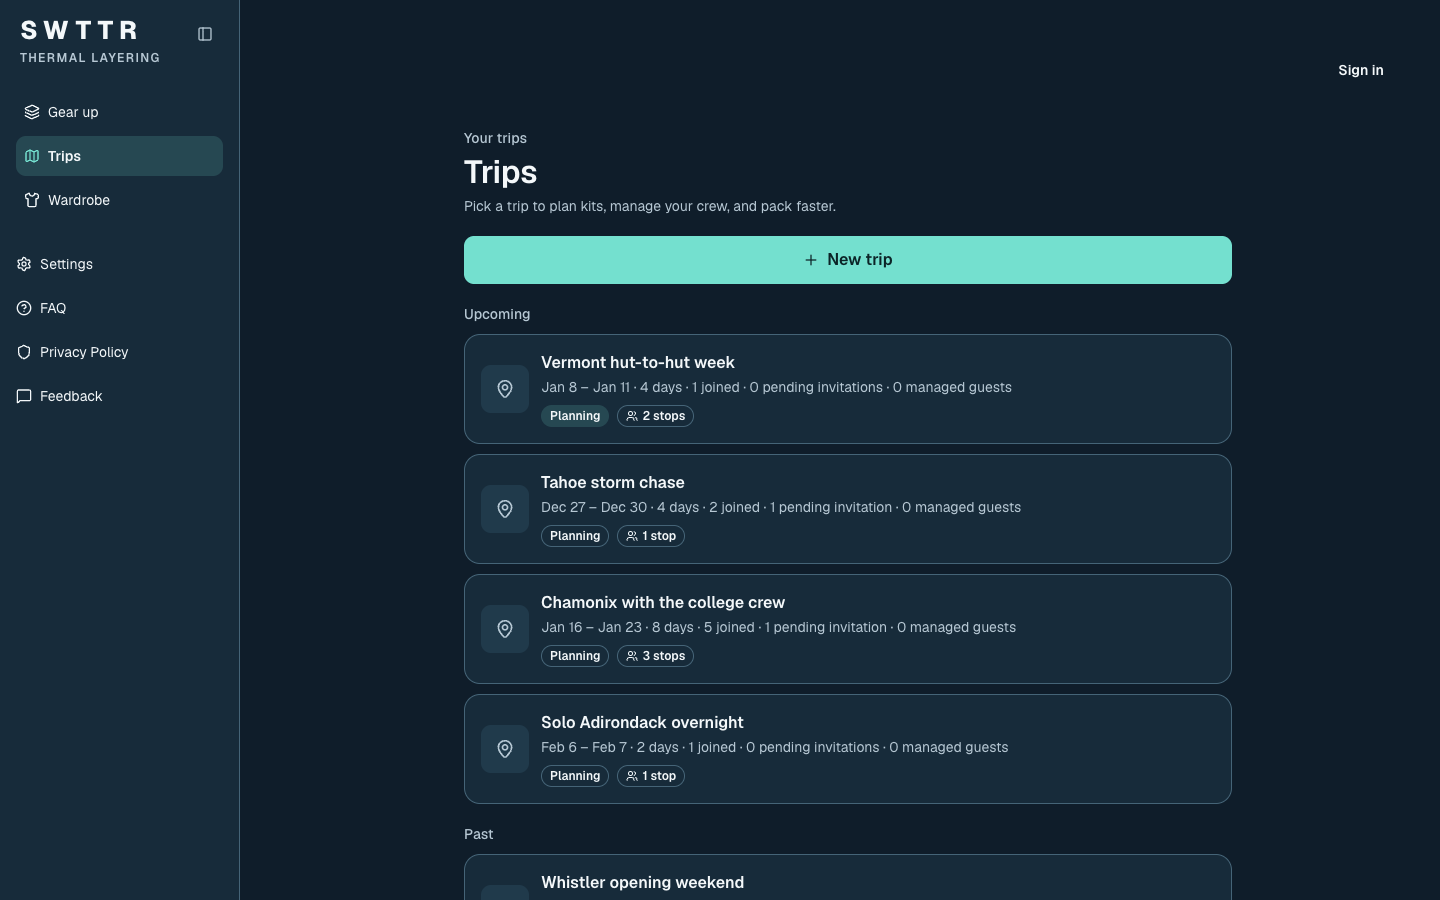 SWTTR
THERMAL LAYERING
Gear up
Trips
Wardrobe
Settings
FAQ
Privacy Policy
Feedback
Sign in
Your trips
Trips
Pick a trip to plan kits, manage your crew, and pack faster.
New trip
Upcoming
Vermont hut-to-hut week
Jan 8 – Jan 11 · 4 days · 1 joined · 0 pending invitations · 0 managed guests
Planning 2 stops
Tahoe storm chase
Dec 27 – Dec 30 · 4 days · 2 joined · 1 pending invitation · 0 managed guests
Planning 1 stop
Chamonix with the college crew
Jan 16 – Jan 23 · 8 days · 5 joined · 1 pending invitation · 0 managed guests
Planning 3 stops
Solo Adirondack overnight
Feb 6 – Feb 7 · 2 days · 1 joined · 0 pending invitations · 0 managed guests
Planning 1 stop
Past
Whistler opening weekend